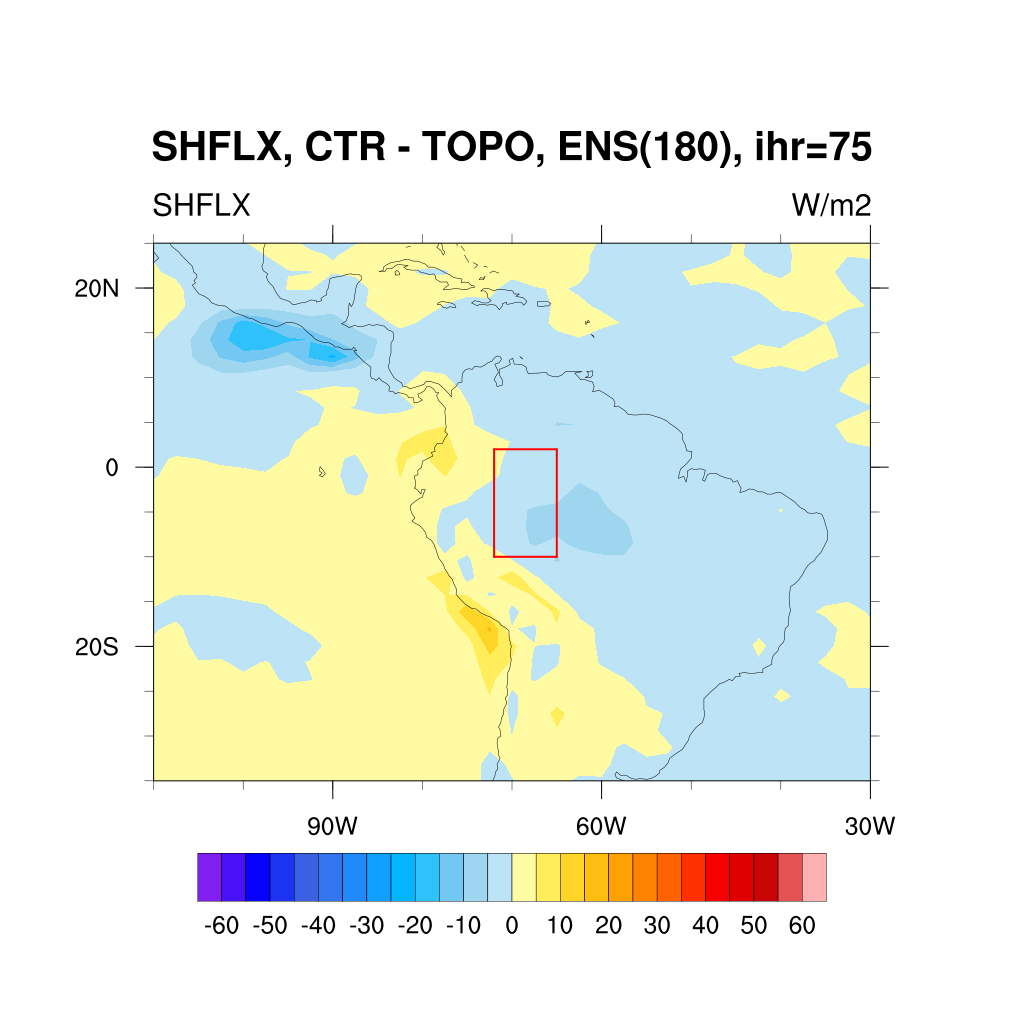 SHFLX, CTR - TOPO, ENS(180), ihr=75
SHFLX W/m2
20N
0
20S
90W 60W 30W
-60 -50 -40 -30 -20 -10 0 10 20 30 40 50 60